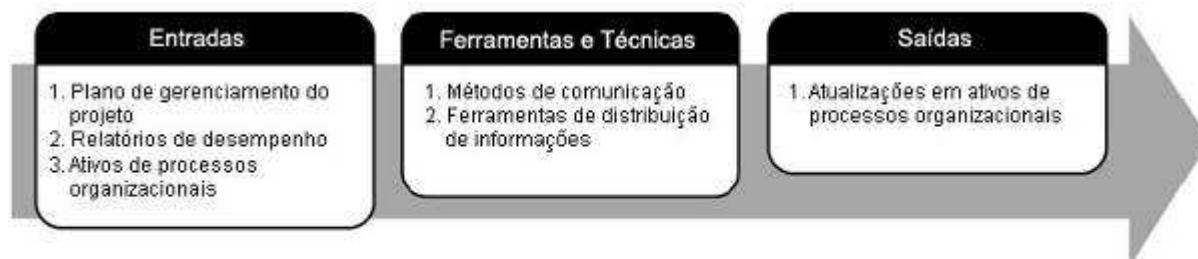 Entradas
1. Plano de gerenciamento do
projeto
2. Relatórios de desempenho
3. Ativos de processos
organizacionais
Ferramentas e Técnicas
1. Métodos de comunicação
2. Ferramentas de distribuição
de informações
Saídas
1. Atualizações em ativos de
processos organizacionais